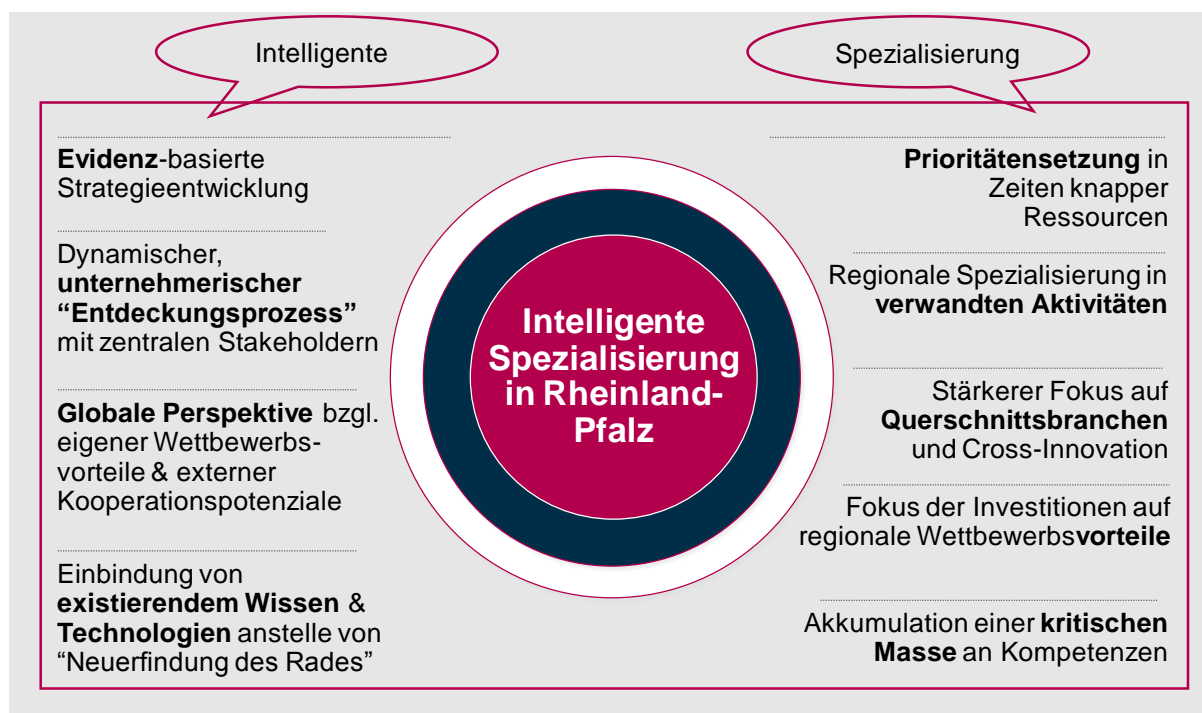 Intelligente
Spezialisierung
Evidenz-basierte
Strategieentwicklung
Dynamischer,
unternehmerischer
“Entdeckungsprozess”
mit zentralen Stakeholdern
Globale Perspektive bzgl.
eigener Wettbewerbs-
vorteile & externer
Kooperationspotenziale
Einbindung von
existierendem Wissen &
Technologien anstelle von
“Neuerfindung des Rades”
Intelligente
Spezialisierung
in Rheinland-
Pfalz
Prioritätensetzung in
Zeiten knapper
Ressourcen
Regionale Spezialisierung in
verwandten Aktivitäten
Stärkerer Fokus auf
Querschnittsbranchen
und Cross-Innovation
Fokus der Investitionen auf
regionale Wettbewerbsvorteile
Akkumulation einer kritischen
Masse an Kompetenzen